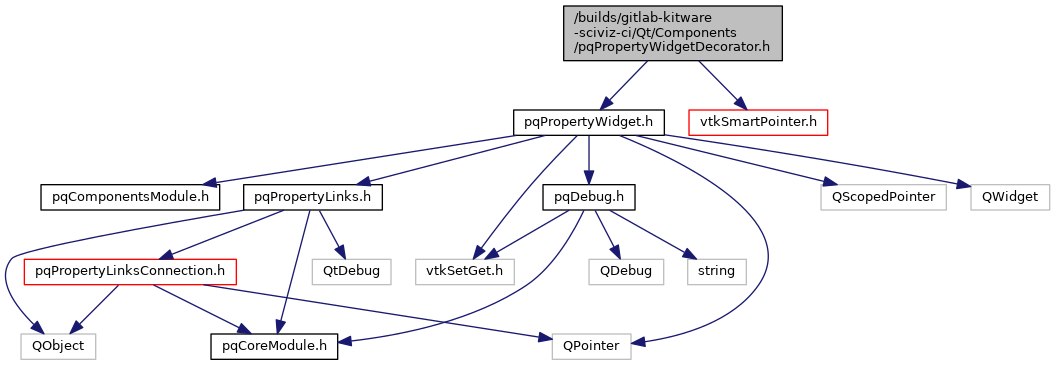 /builds/gitlab-kitware
-sciviz-ci/Qt/Components
/pqPropertyWidgetDecorator.h
pqPropertyWidget.h
vtkSmartPointer.h
pqComponentsModule.h
pqPropertyLinks.h
pqDebug.h
QScopedPointer
QWidget
pqPropertyLinksConnection.h
QtDebug
vtkSetGet.h
QDebug
string
QObject
pqCoreModule.h
QPointer